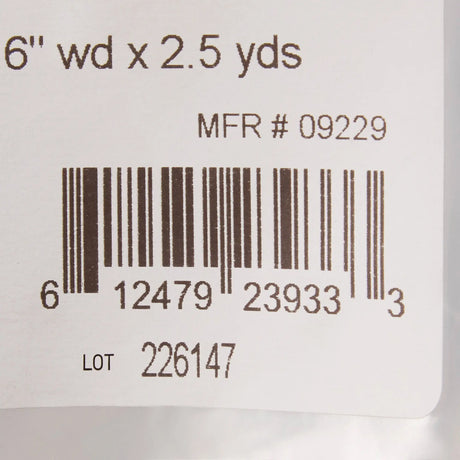 6" wd x 2.5 yds
MFR # 09229
6 12479 23933 3
LOT 226147